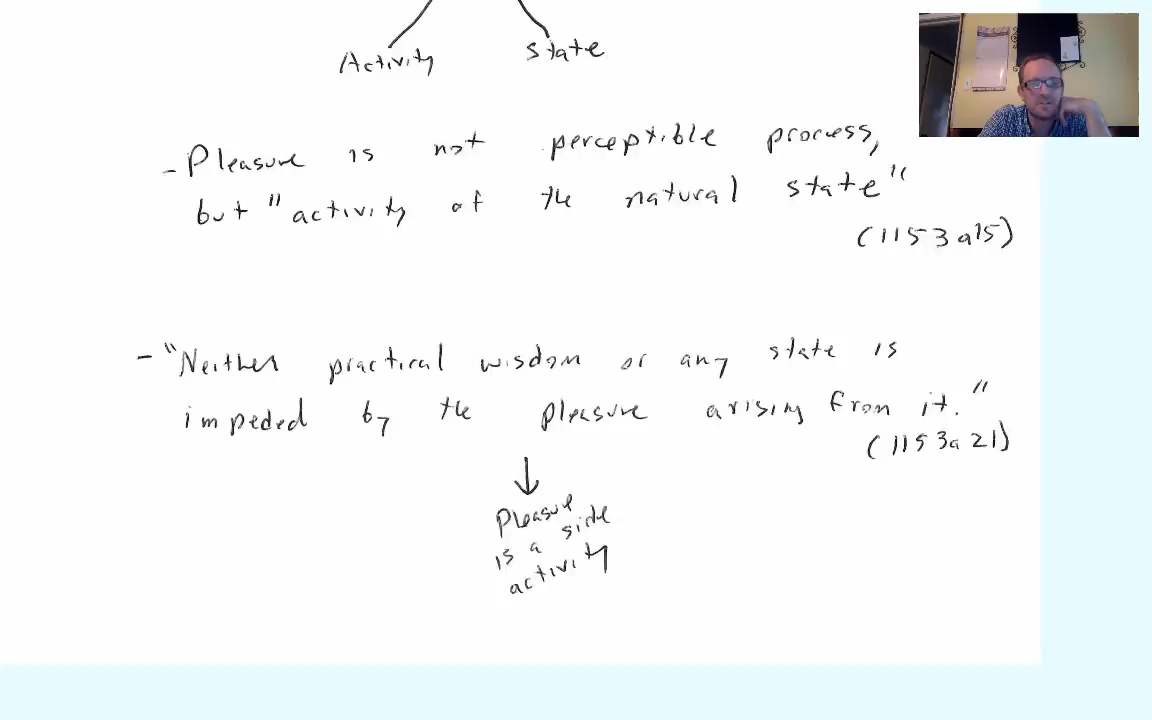 Activity state
- Pleasure is not perceptible process,
but "activity of the natural state"
(1153a15)
- "Neither practical wisdom or any state is
impeded by the pleasure arising from it."
(1153a21)
↓
Pleasure
is a side
activity